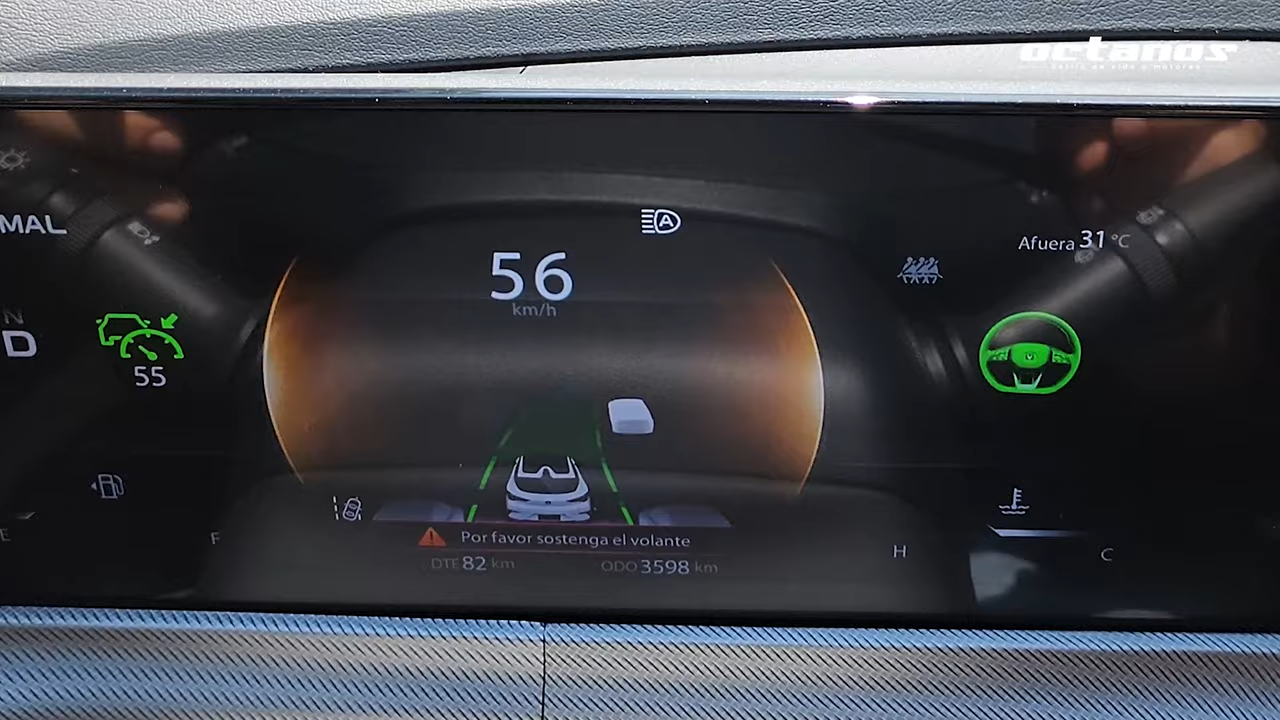 octanos
MAL
A
56
km/h
Afuera 31 °C
N
D
55
E
F
Por favor sostenga el volante
DTE 82 km
ODO 3598 km
H
C